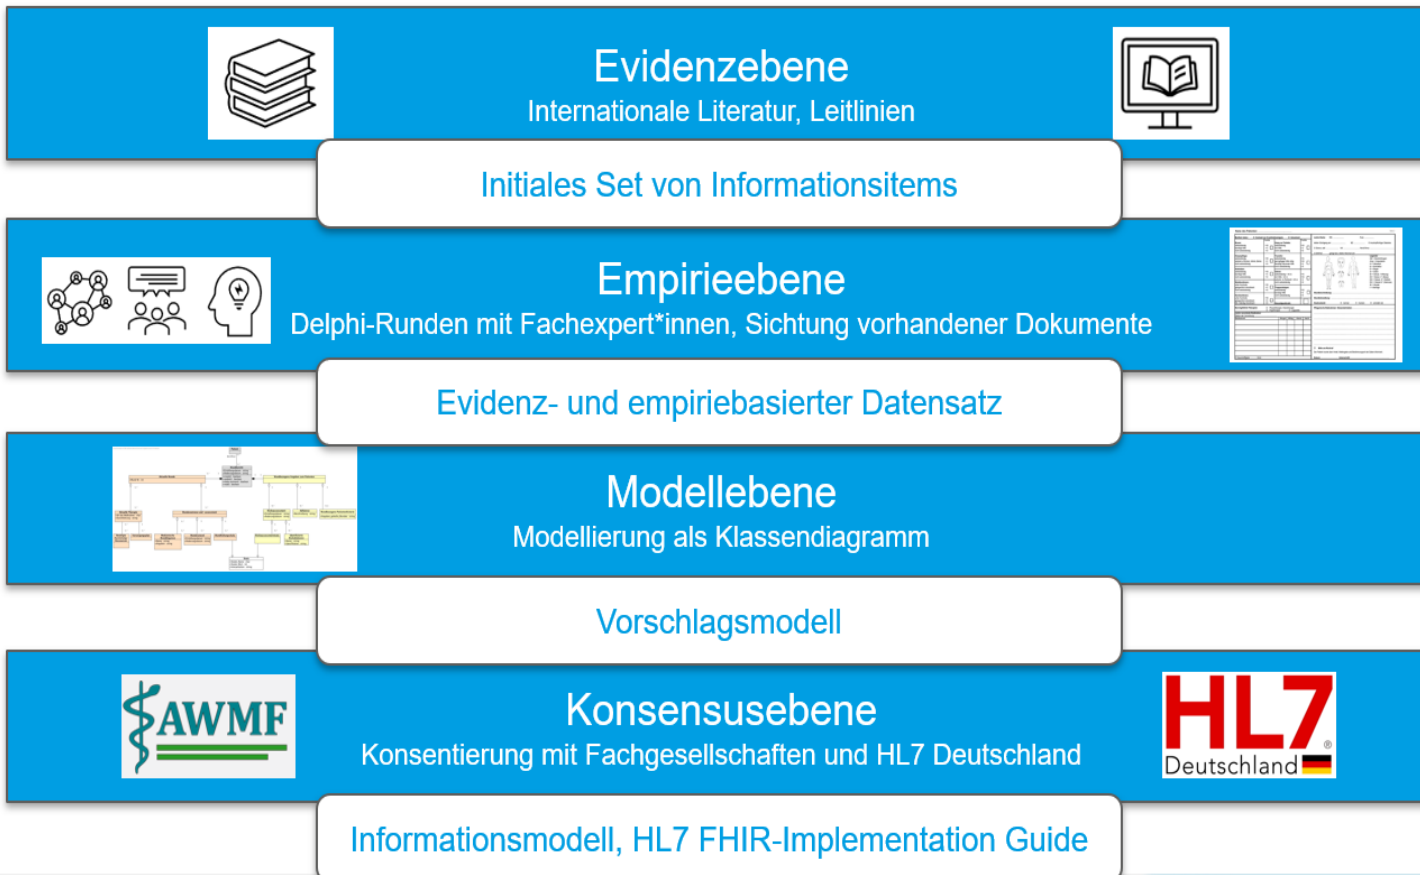 Evidenzebene
Internationale Literatur, Leitlinien
Initiales Set von Informationsitems
Empirieebene
Delphi-Runden mit Fachexpert*innen, Sichtung vorhandener Dokumente
Evidenz- und empiriebasierter Datensatz
Modellebene
Modellierung als Klassendiagramm
Vorschlagsmodell
AWMF
Konsensusebene
Konsentierung mit Fachgesellschaften und HL7 Deutschland
HL7®
Deutschland
Informationsmodell, HL7 FHIR-Implementation Guide